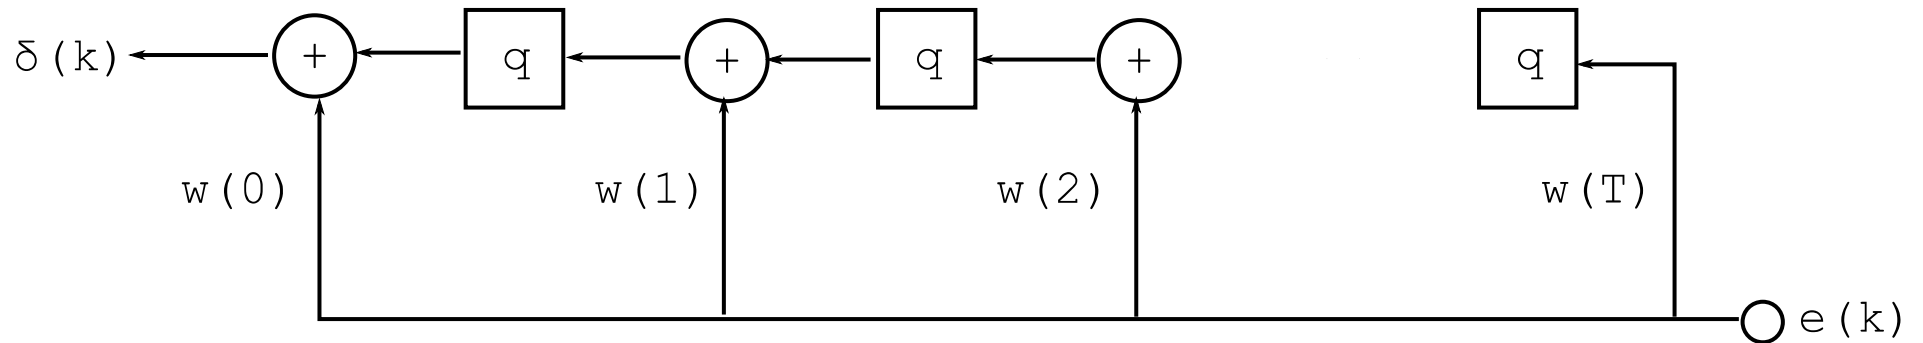 δ(k) + q + q + q
w(0) w(1) w(2) w(T)
e(k)